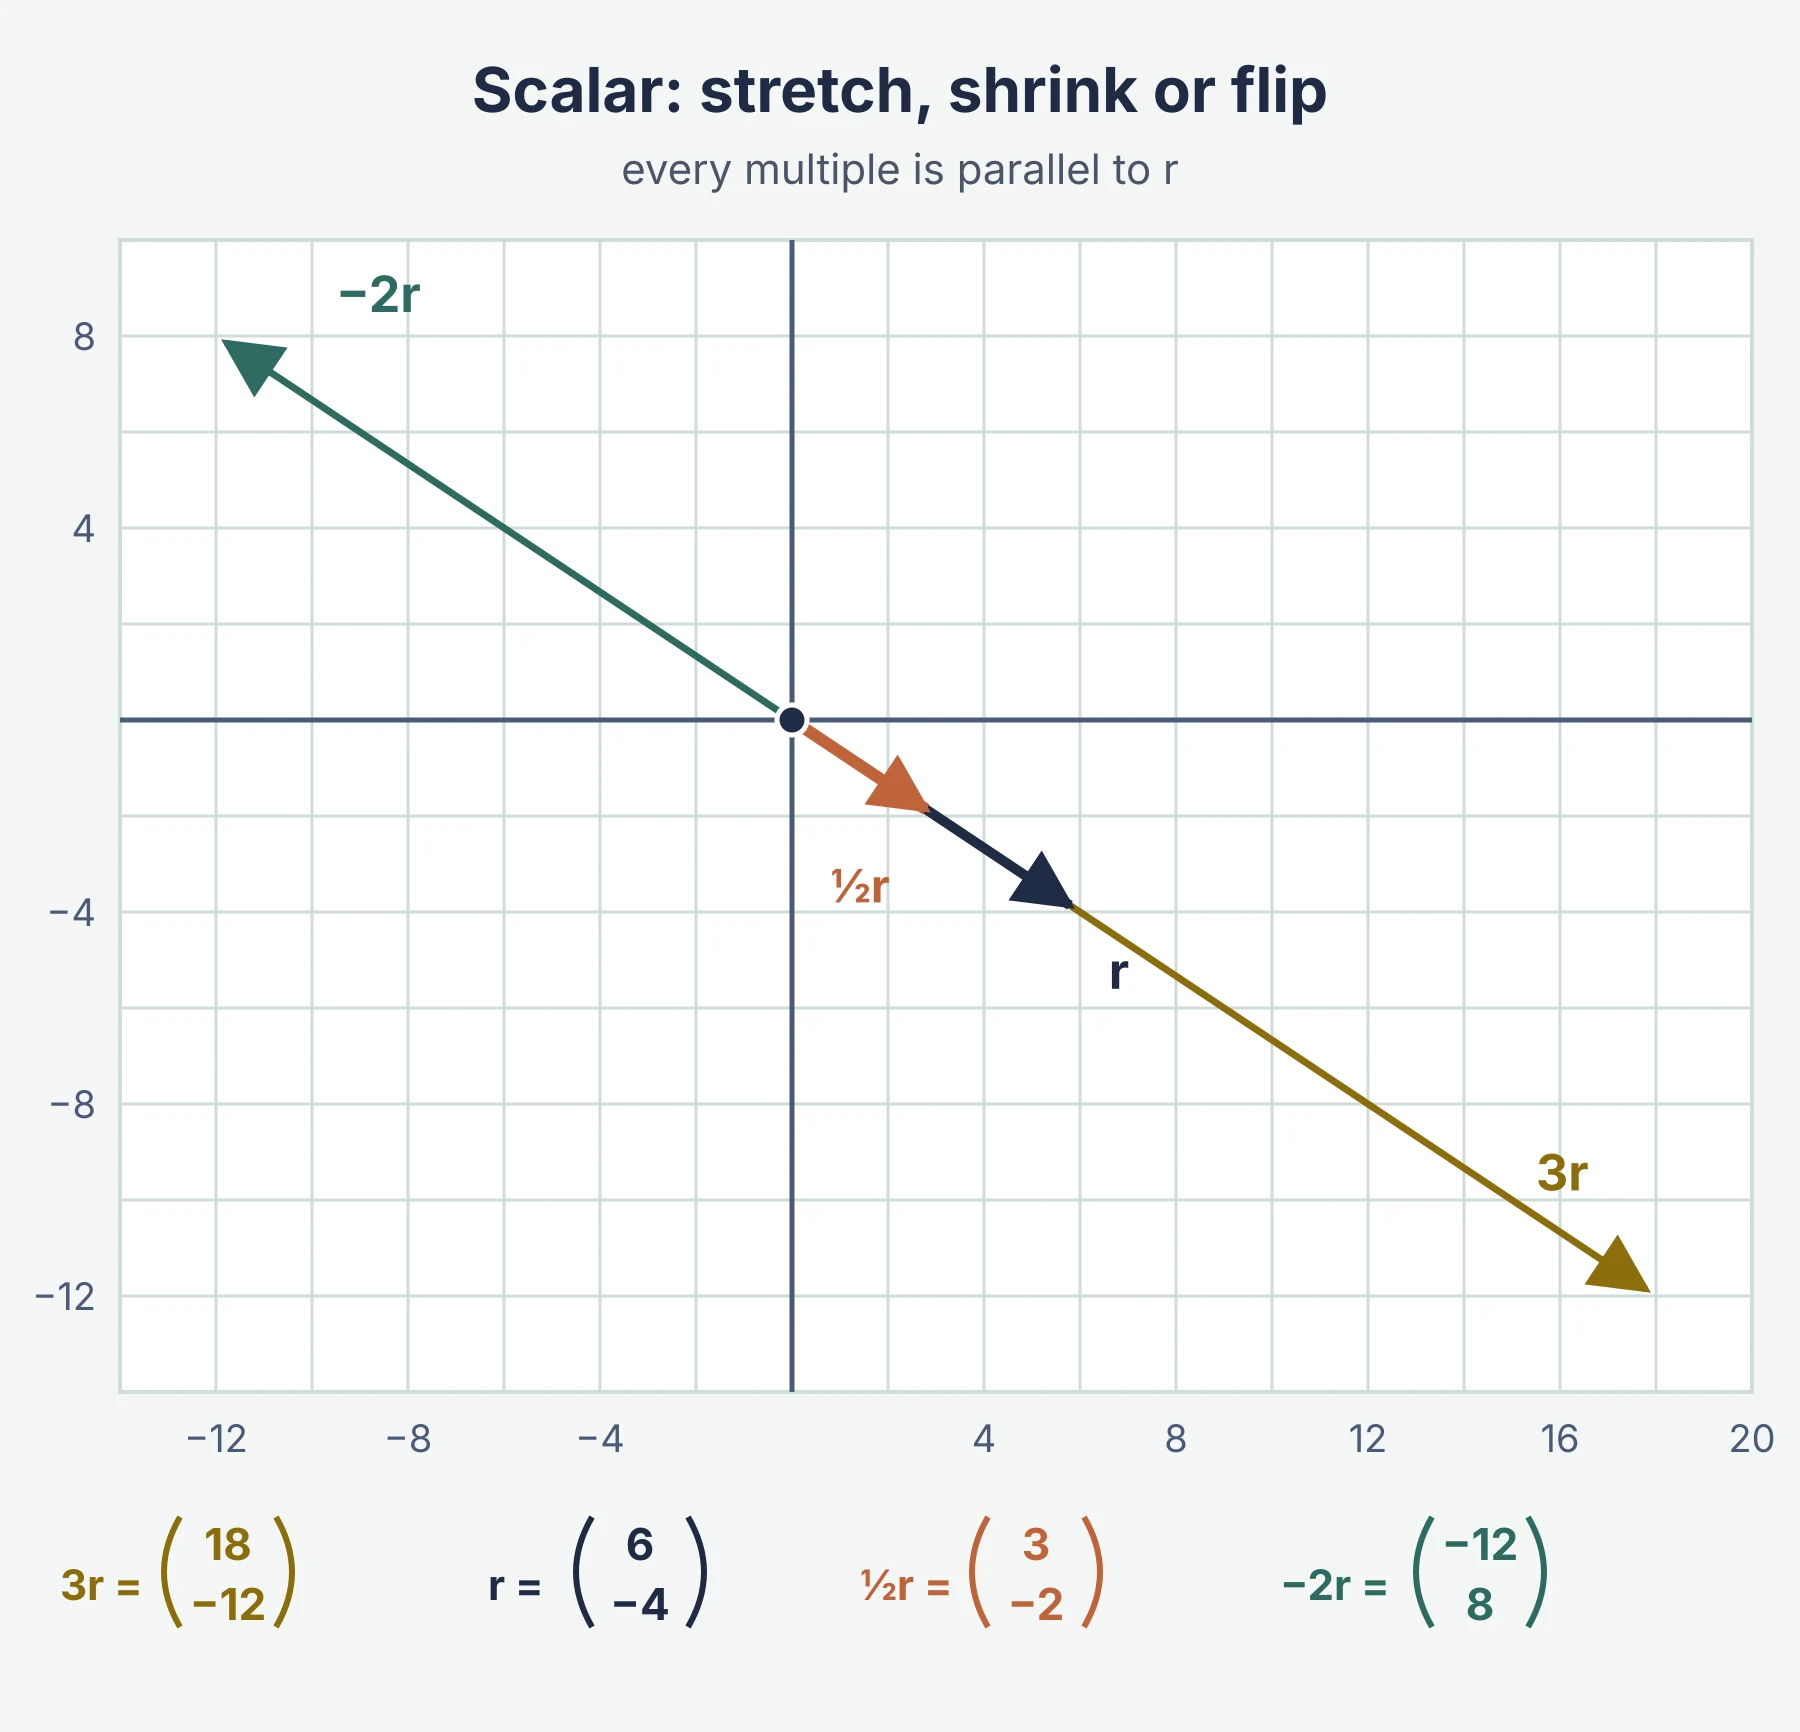 Scalar: stretch, shrink or flip
every multiple is parallel to r
−2r
8
4
½r
−4
r
−8
3r
−12
−12 −8 −4 4 8 12 16 20
3r = (18 −12) r = (6 −4) ½r = (3 −2) −2r = (−12 8)